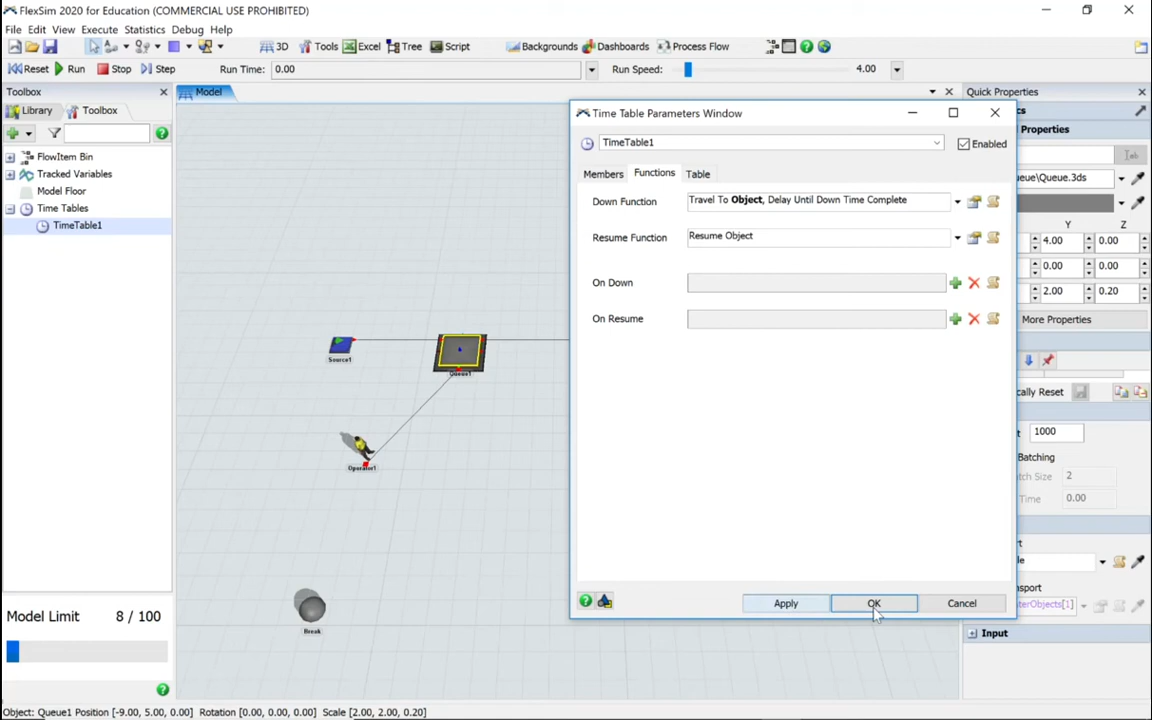 FlexSim 2020 for Education (COMMERCIAL USE PROHIBITED)
File Edit View Execute Statistics Debug Help
3D Tools Excel Tree Script Backgrounds Dashboards Process Flow
Reset Run Stop Step Run Time: 0.00 Run Speed: 4.00
Toolbox Model Quick Properties
Library Toolbox
FlowItem Bin
Tracked Variables
Model Floor
Time Tables
TimeTable1
Model Limit 8 / 100
Source1
Queue1
Operator1
Break
Time Table Parameters Window
TimeTable1 Enabled
Members Functions Table
Down Function Travel To Object, Delay Until Down Time Complete
Resume Function Resume Object
On Down
On Resume
Apply OK Cancel
Properties
\Queue.3ds
Y Z
4.00 0.00
0.00 0.00
2.00 0.20
More Properties
Reset
1000
Batching
Size 2
Time 0.00
Input
Object: Queue1 Position [-9.00, 5.00, 0.00] Rotation [0.00, 0.00, 0.00] Scale [2.00, 2.00, 0.20]